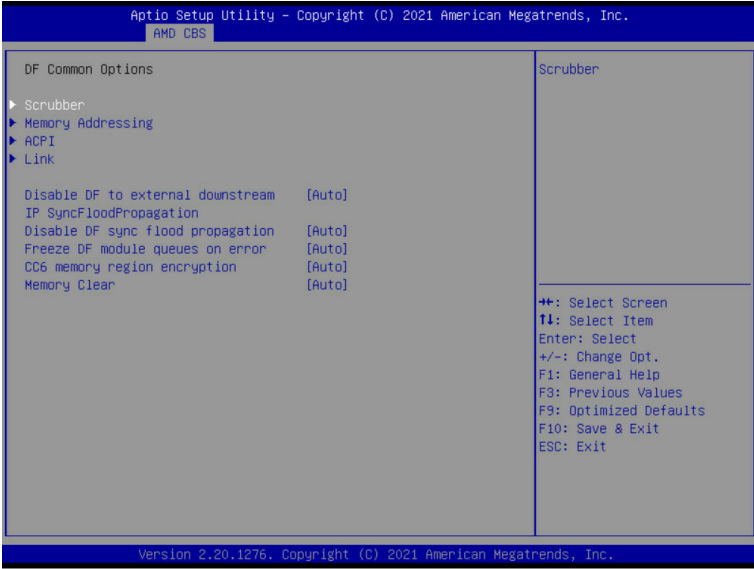 Aptio Setup Utility – Copyright (C) 2021 American Megatrends, Inc.
AMD CBS
DF Common Options
Scrubber
Memory Addressing
ACPI
Link
Disable DF to external downstream [Auto]
IP SyncFloodPropagation
Disable DF sync flood propagation [Auto]
Freeze DF module queues on error [Auto]
CC6 memory region encryption [Auto]
Memory Clear [Auto]
Scrubber
→←: Select Screen
↑↓: Select Item
Enter: Select
+/-: Change Opt.
F1: General Help
F3: Previous Values
F9: Optimized Defaults
F10: Save & Exit
ESC: Exit
Version 2.20.1276. Copyright (C) 2021 American Megatrends, Inc.